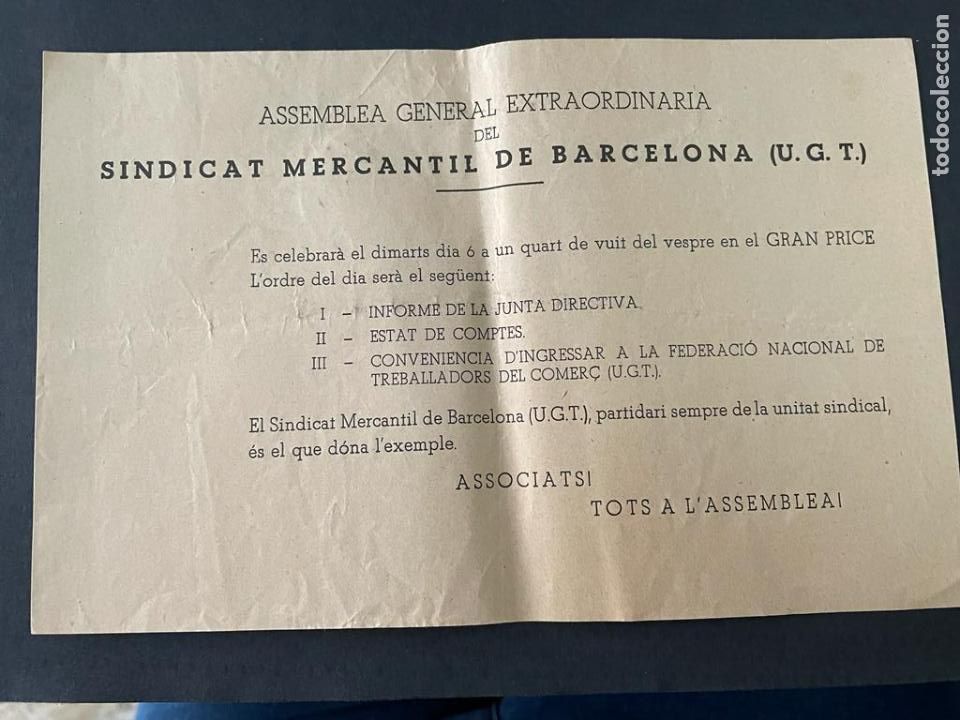 ASSEMBLEA GENERAL EXTRAORDINARIA
DEL
SINDICAT MERCANTIL DE BARCELONA (U.G.T.)
Es celebrarà el dimarts dia 6 a un quart de vuit del vespre en el GRAN PRICE
L'ordre del dia serà el següent:
I – INFORME DE LA JUNTA DIRECTIVA.
II – ESTAT DE COMPTES.
III – CONVENIENCIA D'INGRESSAR A LA FEDERACIÓ NACIONAL DE
TREBALLADORS DEL COMERÇ (U.G.T.).
El Sindicat Mercantil de Barcelona (U.G.T.), partidari sempre de la unitat sindical,
és el que dóna l'exemple.
ASSOCIATS!
TOTS A L'ASSEMBLEA!
todocoleccion